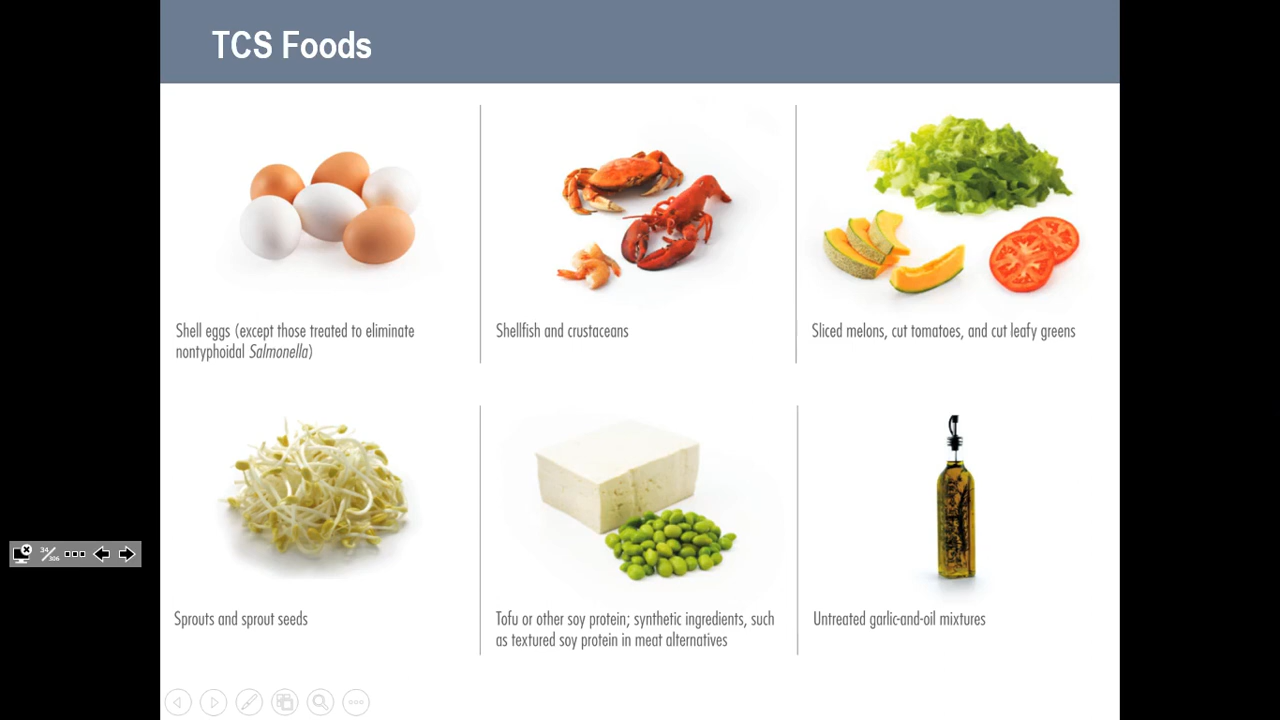 TCS Foods
Shell eggs (except those treated to eliminate
nontyphoidal Salmonella)
Shellfish and crustaceans
Sliced melons, cut tomatoes, and cut leafy greens
Sprouts and sprout seeds
Tofu or other soy protein; synthetic ingredients, such
as textured soy protein in meat alternatives
Untreated garlic-and-oil mixtures
34/306